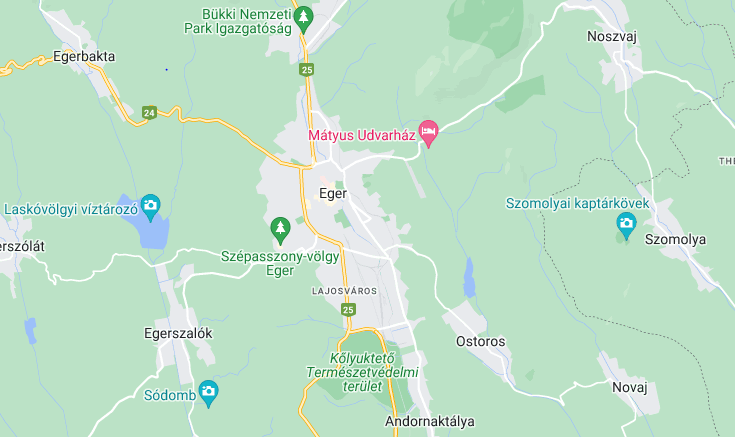 Bükki Nemzeti
Park Igazgatóság
Noszvaj
Egerbakta
25
24
Mátyus Udvarház
THE
Eger
Laskóvölgyi víztározó
Szomolyai kaptárkövek
Szomolya
erszólát
Szépasszony-völgy
Eger
LAJOSVÁROS
25
Egerszalók
Ostoros
Kőlyuktető
Természetvédelmi
terület
Sódomb
Novaj
Andornaktálya